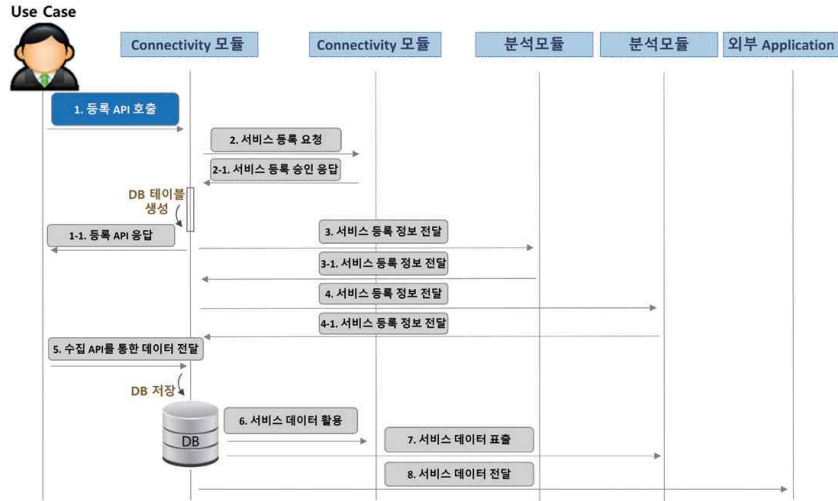 Use Case
Connectivity 모듈
Connectivity 모듈
분석모듈
분석모듈
외부 Application
1. 등록 API 호출
2. 서비스 등록 요청
2-1. 서비스 등록 승인 응답
DB 테이블
생성
1-1. 등록 API 응답
3. 서비스 등록 정보 전달
3-1. 서비스 등록 정보 전달
4. 서비스 등록 정보 전달
4-1. 서비스 등록 정보 전달
5. 수집 API를 통한 데이터 전달
DB 저장
DB
6. 서비스 데이터 활용
7. 서비스 데이터 표출
8. 서비스 데이터 전달